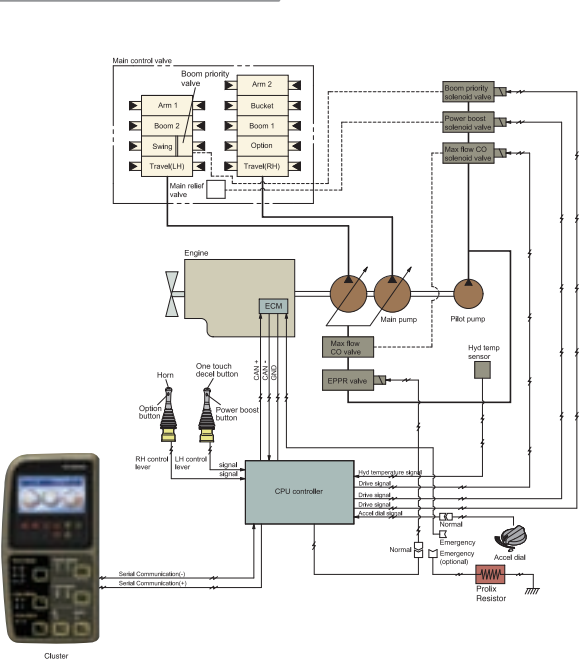 Main control valve
Boom priority
valve
Arm 1
Boom 2
Swing
Travel(LH)
Arm 2
Bucket
Boom 1
Option
Travel(RH)
Main relief
valve
Boom priority
solenoid valve
Power boost
solenoid valve
Max flow CO
solenoid valve
Engine
ECM
Main pump
Pilot pump
Max flow
CO valve
EPPR valve
Hyd temp
sensor
CAN +
CAN -
GND
Horn
One touch
decel button
Option
button
Power boost
button
RH control
lever
LH control
lever
signal
signal
CPU controller
Hyd temperature signal
Drive signal
Drive signal
Drive signal
Accel dial signal
Normal
Emergency
Accel dial
Normal
Emergency
(optional)
Prolix
Resistor
Serial Communication(-)
Serial Communication(+)
Cluster